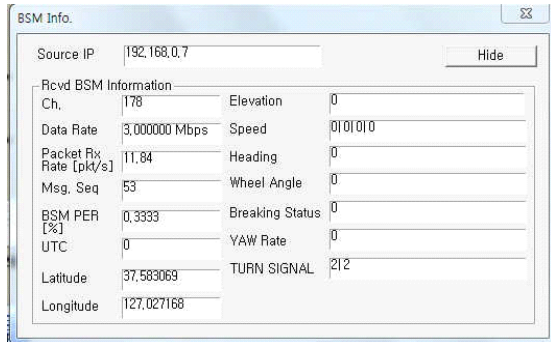 BSM Info.
Source IP 192,168,0,7 Hide
Rcvd BSM Information
Ch, 178
Data Rate 3,000000 Mbps
Packet Rx
Rate [pkt/s] 11,84
Msg, Seq 53
BSM PER
[%] 0,3333
UTC 0
Latitude 37,583069
Longitude 127,027168
Elevation 0
Speed 0|0|0|0
Heading 0
Wheel Angle 0
Breaking Status 0
YAW Rate 0
TURN SIGNAL 2|2